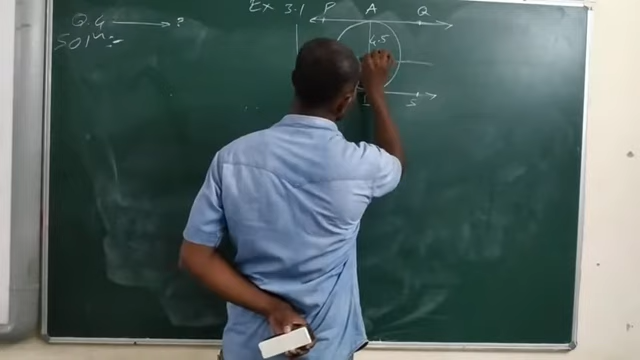 Q.4 → ?
Ex 3.1
Solⁿ:-
P A Q
4.5
S